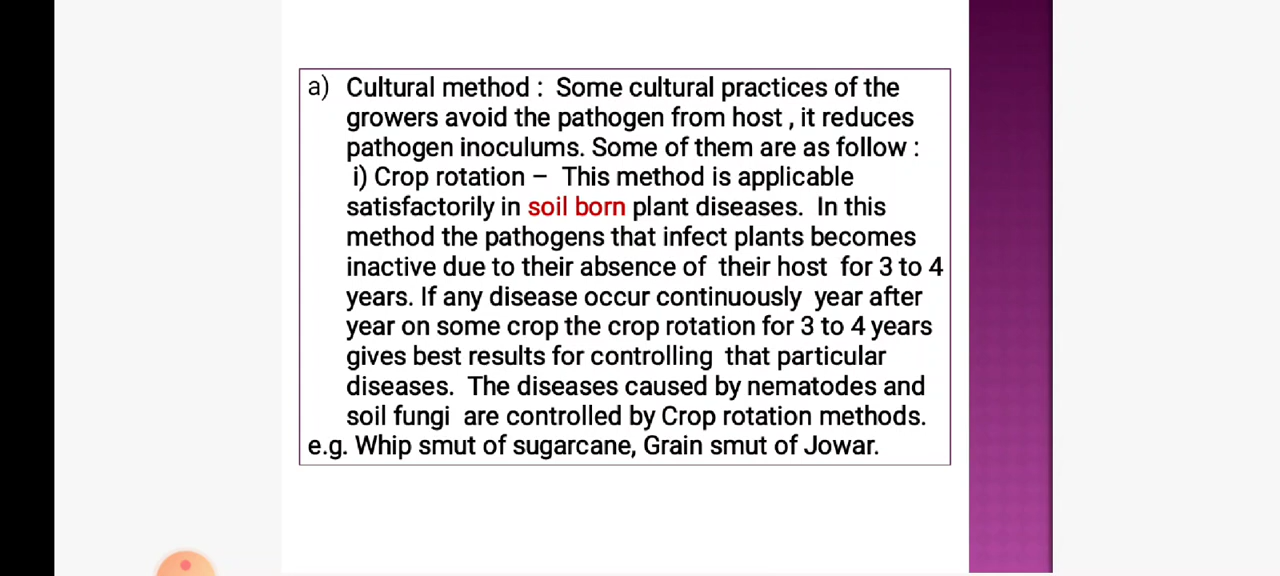 a) Cultural method : Some cultural practices of the
growers avoid the pathogen from host , it reduces
pathogen inoculums. Some of them are as follow :
i) Crop rotation – This method is applicable
satisfactorily in soil born plant diseases. In this
method the pathogens that infect plants becomes
inactive due to their absence of their host for 3 to 4
years. If any disease occur continuously year after
year on some crop the crop rotation for 3 to 4 years
gives best results for controlling that particular
diseases. The diseases caused by nematodes and
soil fungi are controlled by Crop rotation methods.
e.g. Whip smut of sugarcane, Grain smut of Jowar.